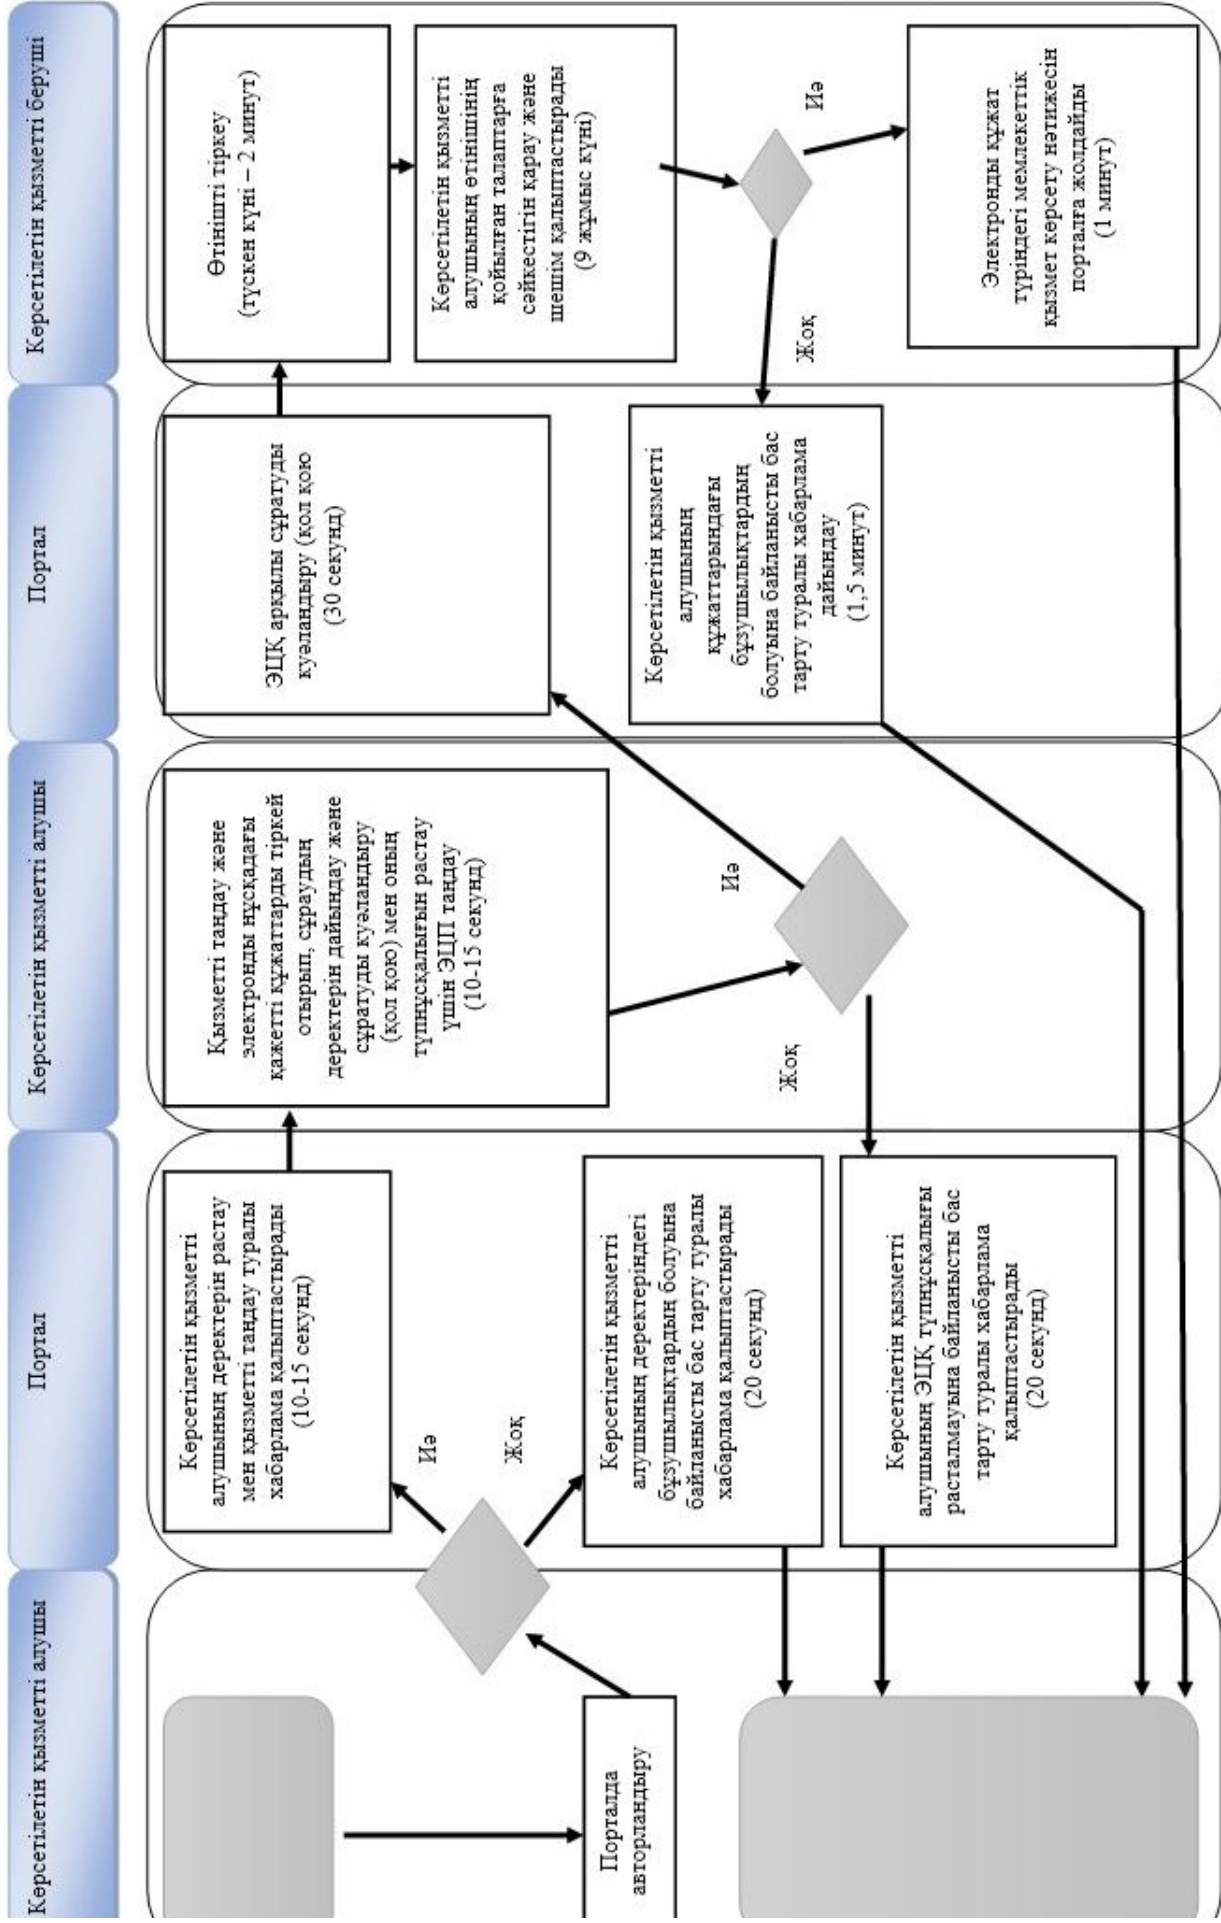 Көрсетілетін қызметті алушы
Портал
Көрсетілетін қызметті алушы
Портал
Көрсетілетін қызметті беруші
Порталда
авторландыру
Иә
Жоқ
Көрсетілетін қызметті
алушының деректерін растау
мен қызметті таңдау туралы
хабарлама қалыптастырады
(10-15 секунд)
Көрсетілетін қызметті
алушының деректеріндегі
бұзушылықтардың болуына
байланысты бас тарту туралы
хабарлама қалыптастырады
(20 секунд)
Көрсетілетін қызметті
алушының ЭЦҚ түпнұсқалығы
расталмауына байланысты бас
тарту туралы хабарлама
қалыптастырады
(20 секунд)
Қызметті таңдау және
электронды нұсқадағы
қажетті құжаттарды тіркей
отырып, сұраудың
деректерін дайындау және
сұратуды куәландыру
(қол қою) мен оның
түпнұсқалығын растау
үшін ЭЦП таңдау
(10-15 секунд)
Жоқ
Иә
ЭЦҚ арқылы сұратуды
куәландыру (қол қою
(30 секунд)
Көрсетілетін қызметті
алушының
құжаттарындағы
бұзушылықтардың
болуына байланысты бас
тарту туралы хабарлама
дайындау
(1,5 минут)
Өтінішті тіркеу
(түскен күні – 2 минут)
Көрсетілетін қызметті
алушының өтінішінің
қойылған талаптарға
сәйкестігін қарау және
шешім қалыптастырады
(9 жұмыс күні)
Жоқ
Иә
Электронды құжат
түріндегі мемлекеттік
қызмет көрсету нәтижесін
порталға жолдайды
(1 минут)